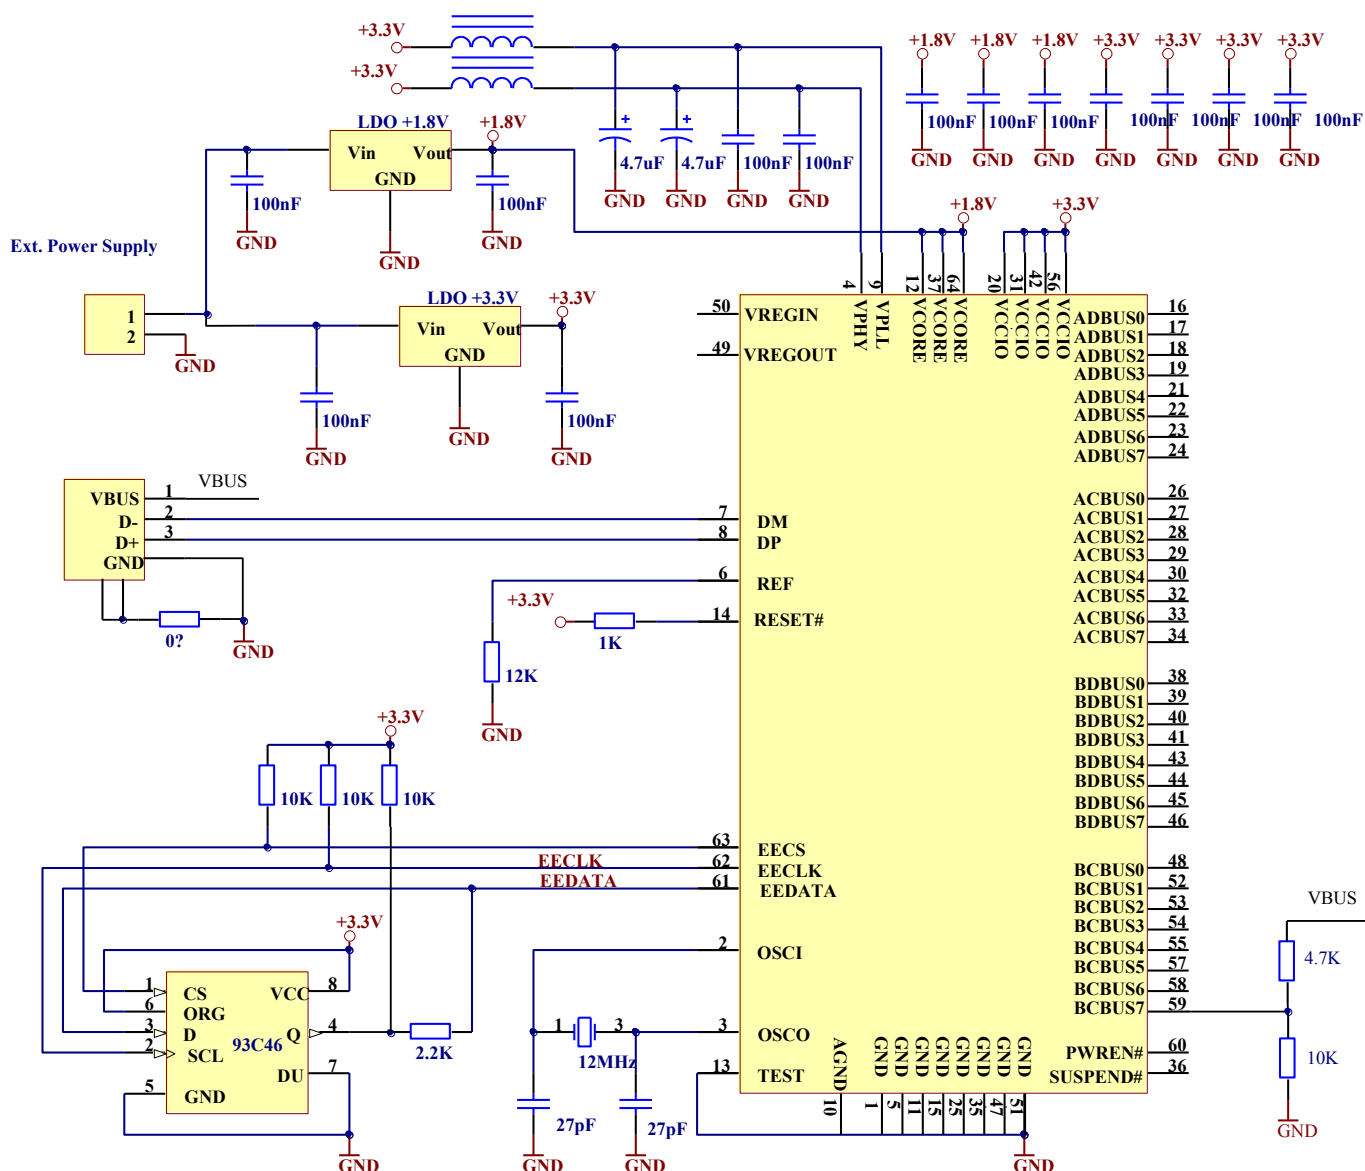 +3.3V
+3.3V
+1.8V +1.8V +1.8V +3.3V +3.3V +3.3V +3.3V
100nF 100nF 100nF 100nF 100nF 100nF 100nF
GND GND GND GND GND GND GND
LDO +1.8V
+1.8V
Vin Vout
GND
100nF 100nF
GND GND GND
+ +
4.7uF 4.7uF 100nF 100nF
GND GND GND GND
Ext. Power Supply
1
2
GND
LDO +3.3V
+3.3V
Vin Vout
GND
100nF 100nF
GND GND GND
+1.8V +3.3V
4 9 12 37 64 20 31 42 56
VPHY VPLL VCORE VCORE VCORE VCCIO VCCIO VCCIO VCCIO
50 VREGIN
49 VREGOUT
ADBUS0 16
ADBUS1 17
ADBUS2 18
ADBUS3 19
ADBUS4 21
ADBUS5 22
ADBUS6 23
ADBUS7 24
VBUS 1 VBUS
D- 2
D+ 3
GND
0?
GND
7 DM
8 DP
6 REF
14 RESET#
+3.3V
1K
12K
GND
ACBUS0 26
ACBUS1 27
ACBUS2 28
ACBUS3 29
ACBUS4 30
ACBUS5 32
ACBUS6 33
ACBUS7 34
BDBUS0 38
BDBUS1 39
BDBUS2 40
BDBUS3 41
BDBUS4 43
BDBUS5 44
BDBUS6 45
BDBUS7 46
+3.3V
10K 10K 10K
63 EECS
EECLK 62 EECLK
EEDATA 61 EEDATA
BCBUS0 48
BCBUS1 52
BCBUS2 53
BCBUS3 54
BCBUS4 55
BCBUS5 57
BCBUS6 58
BCBUS7 59
VBUS
4.7K
10K
GND
PWREN# 60
SUSPEND# 36
+3.3V
1 CS VCC 8
6 ORG
3 D Q 4
93C46
2 SCL
DU 7
5 GND
2.2K
GND
2 OSCI
1 3
12MHz
3 OSCO
13 TEST
27pF 27pF
GND GND
AGND GND GND GND GND GND GND GND GND
10 1 5 11 15 25 35 47 51
GND